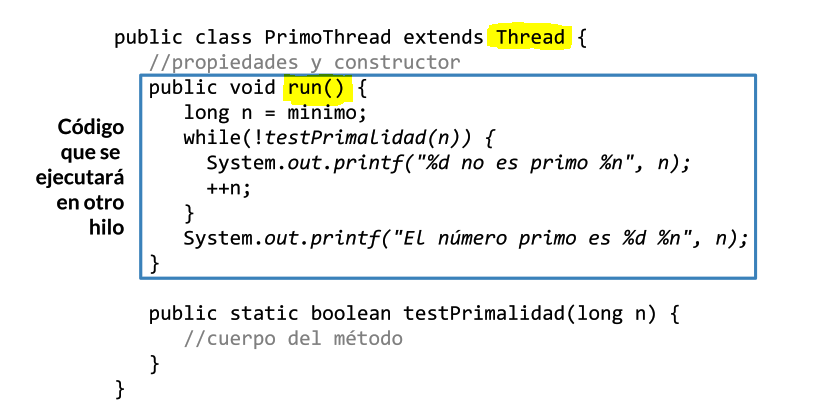 public class PrimoThread extends Thread {
//propiedades y constructor
public void run() {
long n = minimo;
while(!testPrimalidad(n)) {
System.out.printf("%d no es primo %n", n);
++n;
}
System.out.printf("El número primo es %d %n", n);
}
Código
que se
ejecutará
en otro
hilo
public static boolean testPrimalidad(long n) {
//cuerpo del método
}
}